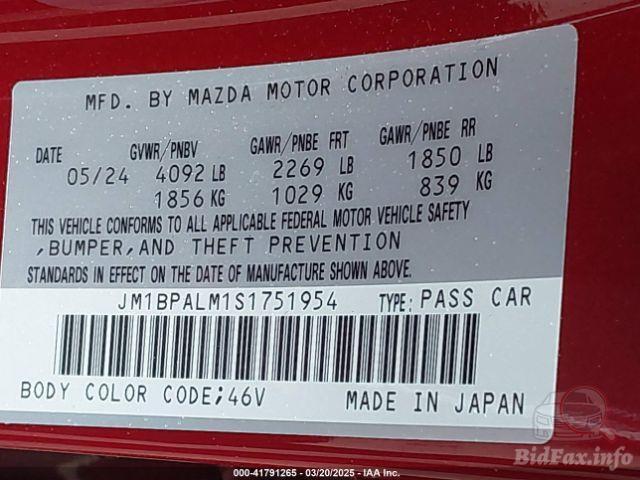 MFD. BY MAZDA MOTOR CORPORATION
DATE GVWR/PNBV GAWR/PNBE FRT GAWR/PNBE RR
05/24 4092 LB 2269 LB 1850 LB
1856 KG 1029 KG 839 KG
THIS VEHICLE CONFORMS TO ALL APPLICABLE FEDERAL MOTOR VEHICLE SAFETY
,BUMPER,AND THEFT PREVENTION
STANDARDS IN EFFECT ON THE DATE OF MANUFACTURE SHOWN ABOVE.
JM1BPALM1S1751954 TYPE: PASS CAR
BODY COLOR CODE;46V MADE IN JAPAN
BidFax.info
000-41791265 - 03/20/2025 - IAA Inc.